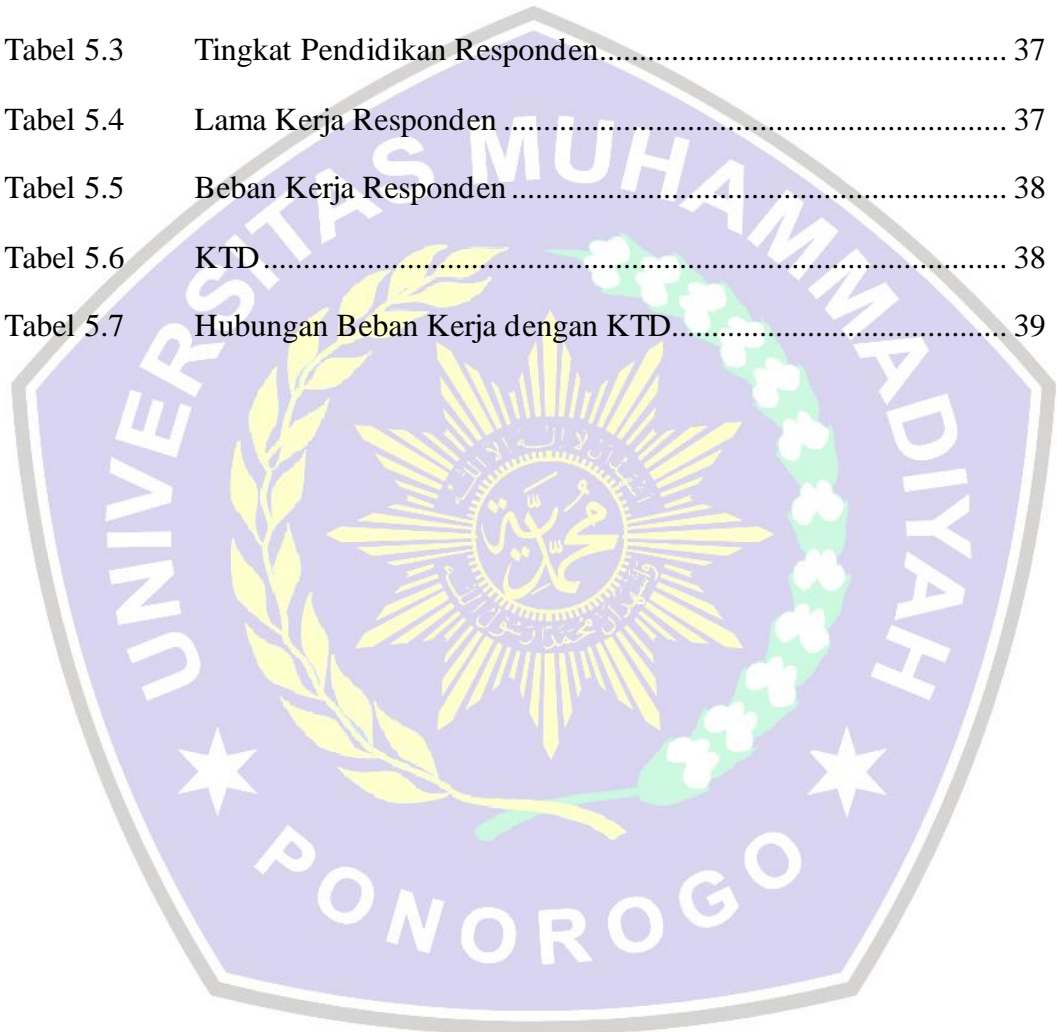 Tabel 5.3 Tingkat Pendidikan Responden................................................... 37
Tabel 5.4 Lama Kerja Responden ............................................................... 37
Tabel 5.5 Beban Kerja Responden .............................................................. 38
Tabel 5.6 KTD............................................................................................. 38
Tabel 5.7 Hubungan Beban Kerja dengan KTD.......................................... 39
UNIVERSITAS MUHAMMADIYAH
PONOROGO
محمدية